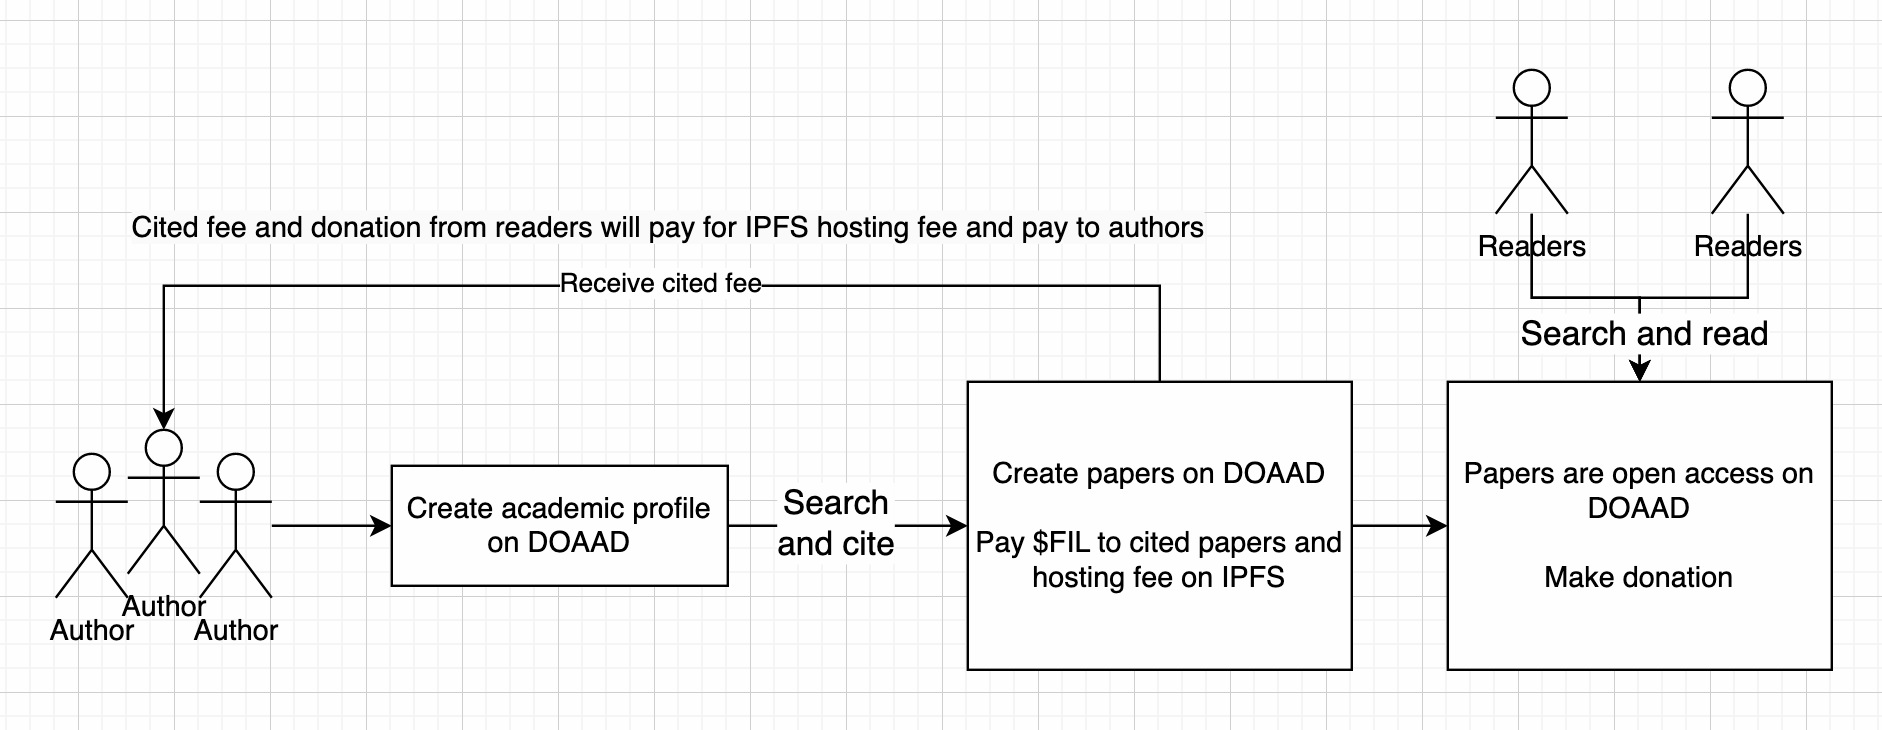 Cited fee and donation from readers will pay for IPFS hosting fee and pay to authors
Readers
Readers
Receive cited fee
Search and read
Create academic profile
on DOAAD
Search
and cite
Create papers on DOAAD
Pay $FIL to cited papers and
hosting fee on IPFS
Papers are open access on
DOAAD
Make donation
Author
Author
Author